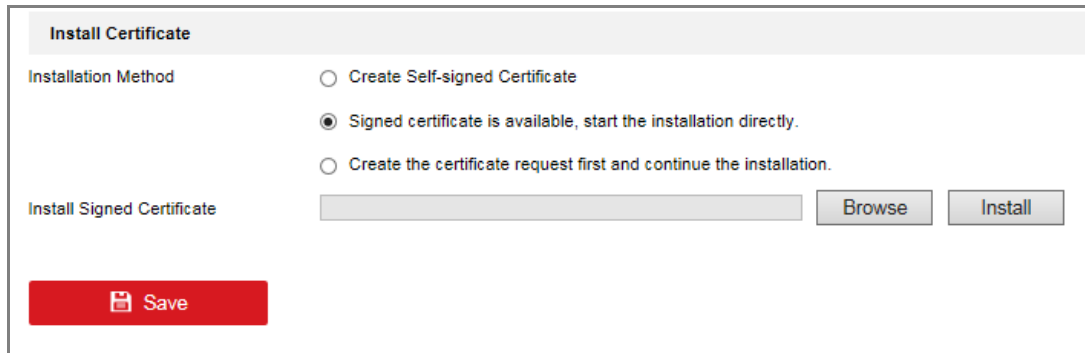 Install Certificate
Installation Method
Create Self-signed Certificate
Signed certificate is available, start the installation directly.
Create the certificate request first and continue the installation.
Install Signed Certificate
Browse
Install
Save